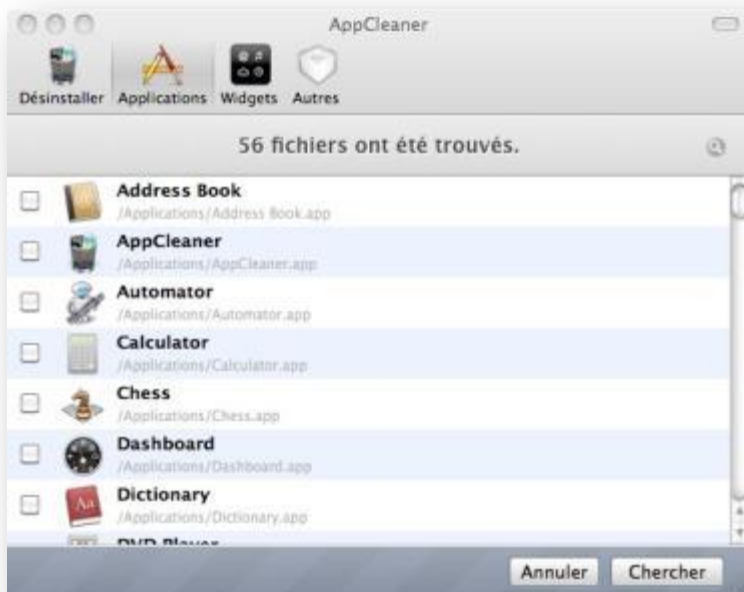 AppCleaner
Désinstaller Applications Widgets Autres
56 fichiers ont été trouvés.
Address Book
/Applications/Address Book.app
AppCleaner
/Applications/AppCleaner.app
Automator
/Applications/Automator.app
Calculator
/Applications/Calculator.app
Chess
/Applications/Chess.app
Dashboard
/Applications/Dashboard.app
Dictionary
/Applications/Dictionary.app
DVD Player
Annuler Chercher